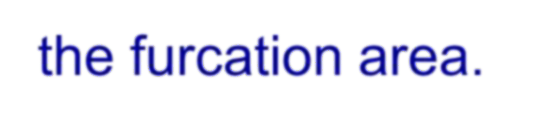 the furcation area.